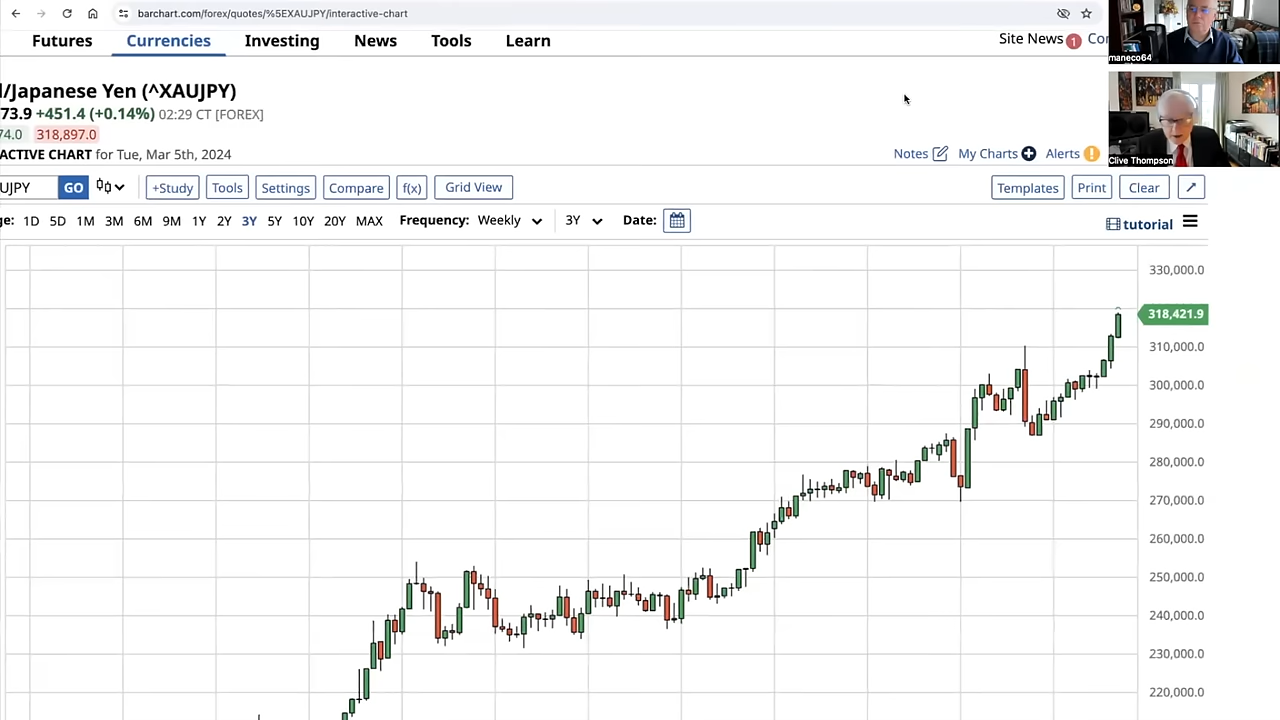 barchart.com/forex/quotes/%5EXAUJPY/interactive-chart
Futures Currencies Investing News Tools Learn Site News 1 Co
maneco64
l/Japanese Yen (^XAUJPY)
73.9 +451.4 (+0.14%) 02:29 CT [FOREX]
74.0 318,897.0
ACTIVE CHART for Tue, Mar 5th, 2024
Notes My Charts Alerts
Clive Thompson
UJPY GO +Study Tools Settings Compare f(x) Grid View Templates Print Clear
ge: 1D 5D 1M 3M 6M 9M 1Y 2Y 3Y 5Y 10Y 20Y MAX Frequency: Weekly 3Y Date: tutorial
330,000.0
318,421.9
310,000.0
300,000.0
290,000.0
280,000.0
270,000.0
260,000.0
250,000.0
240,000.0
230,000.0
220,000.0